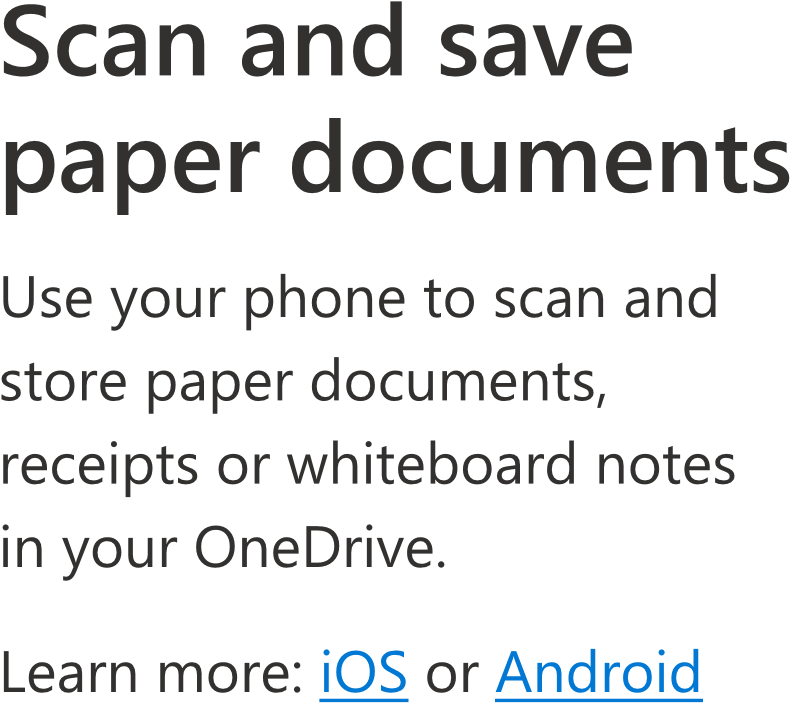 Scan and save
paper documents
Use your phone to scan and
store paper documents,
receipts or whiteboard notes
in your OneDrive.
Learn more: iOS or Android